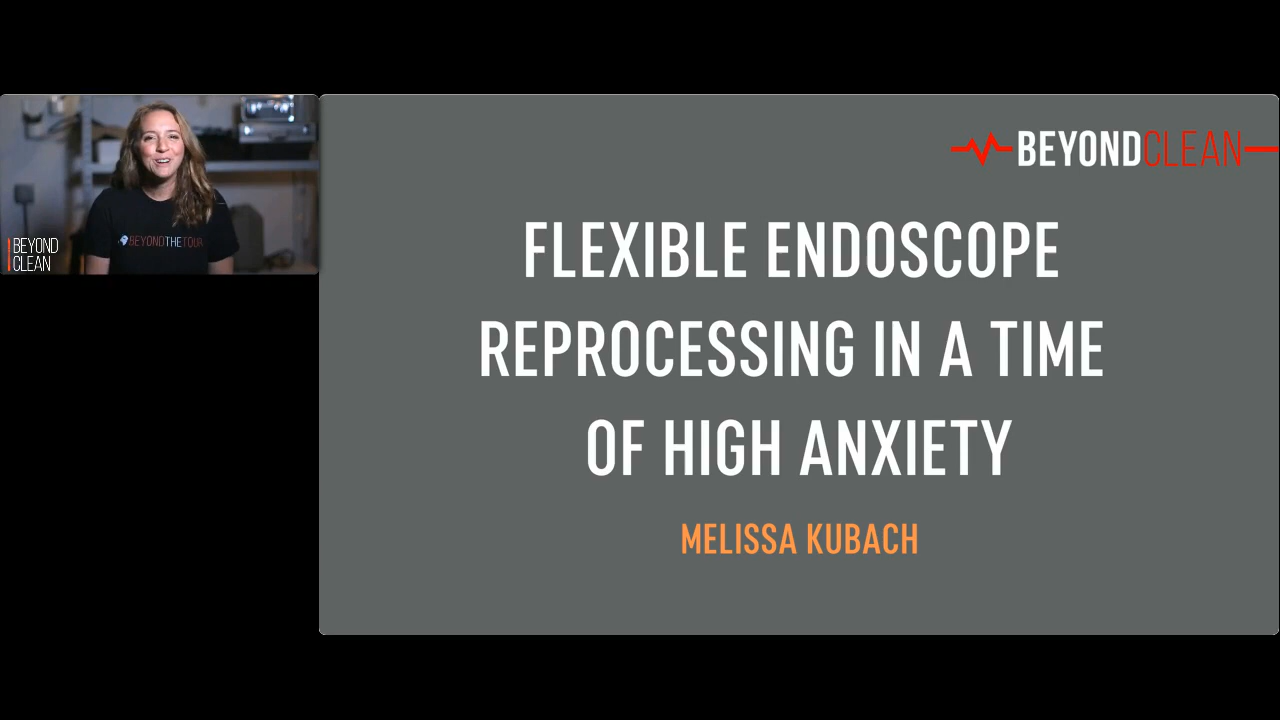 BEYONDCLEAN
FLEXIBLE ENDOSCOPE
REPROCESSING IN A TIME
OF HIGH ANXIETY
MELISSA KUBACH
BEYONDTHETOUR
BEYOND
CLEAN